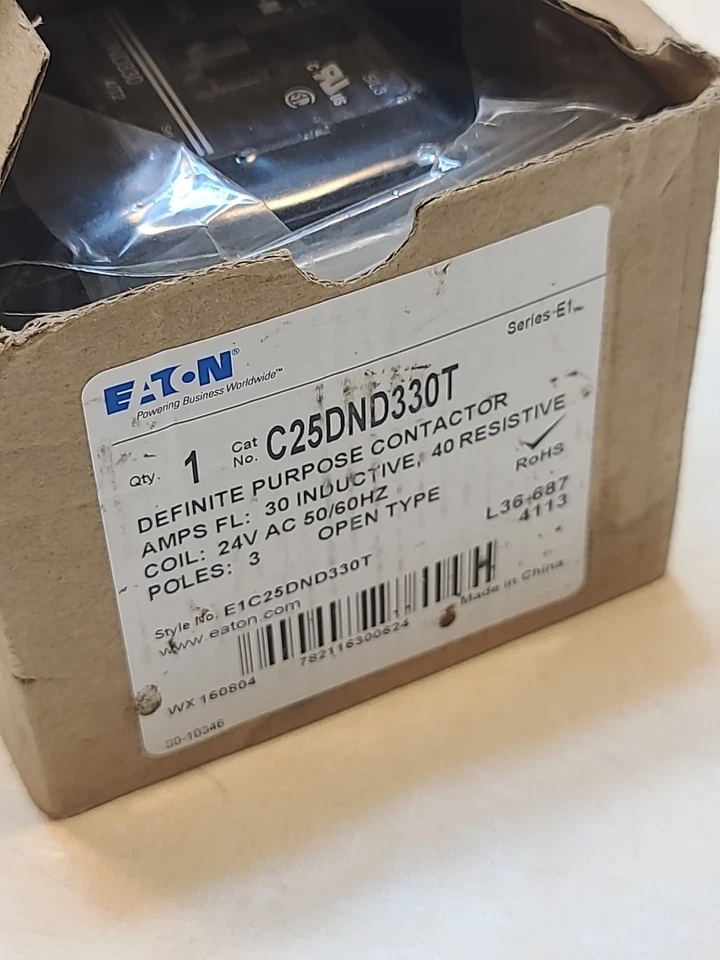 EATON®
Powering Business Worldwide™
Series E1
Qty. 1 Cat No. C25DND330T
DEFINITE PURPOSE CONTACTOR
AMPS FL: 30 INDUCTIVE, 40 RESISTIVE
COIL: 24V AC 50/60HZ
RoHS
POLES: 3 OPEN TYPE
L36-687
4113
Style No. E1C25DND330T
www.eaton.com
H
Made in China
782116300624
WX 160804